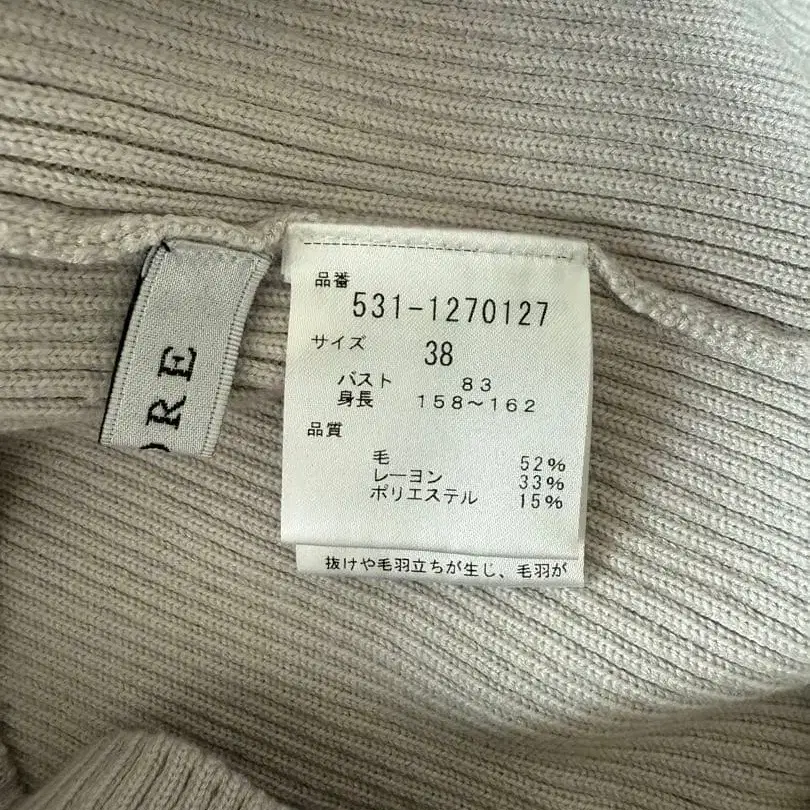 品番
531-1270127
サイズ 38
バスト 83
身長 158～162
品質
毛 52%
レーヨン 33%
ポリエステル 15%
抜けや毛羽立ちが生じ、毛羽が
ORE